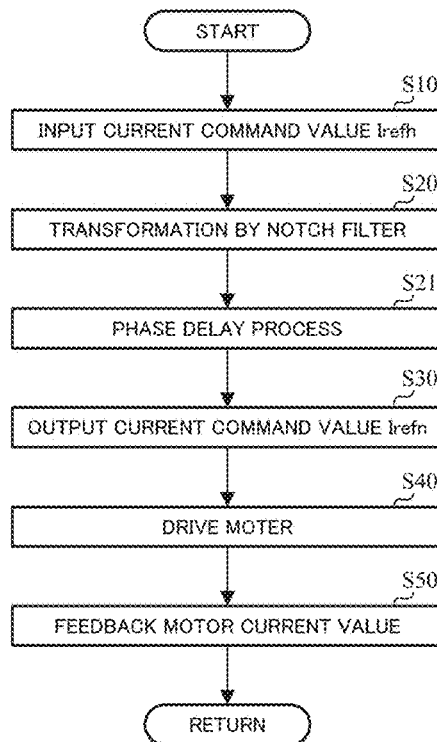 START
S10
INPUT CURRENT COMMAND VALUE Irefh
S20
TRANSFORMATION BY NOTCH FILTER
S21
PHASE DELAY PROCESS
S30
OUTPUT CURRENT COMMAND VALUE Irefn
S40
DRIVE MOTER
S50
FEEDBACK MOTOR CURRENT VALUE
RETURN